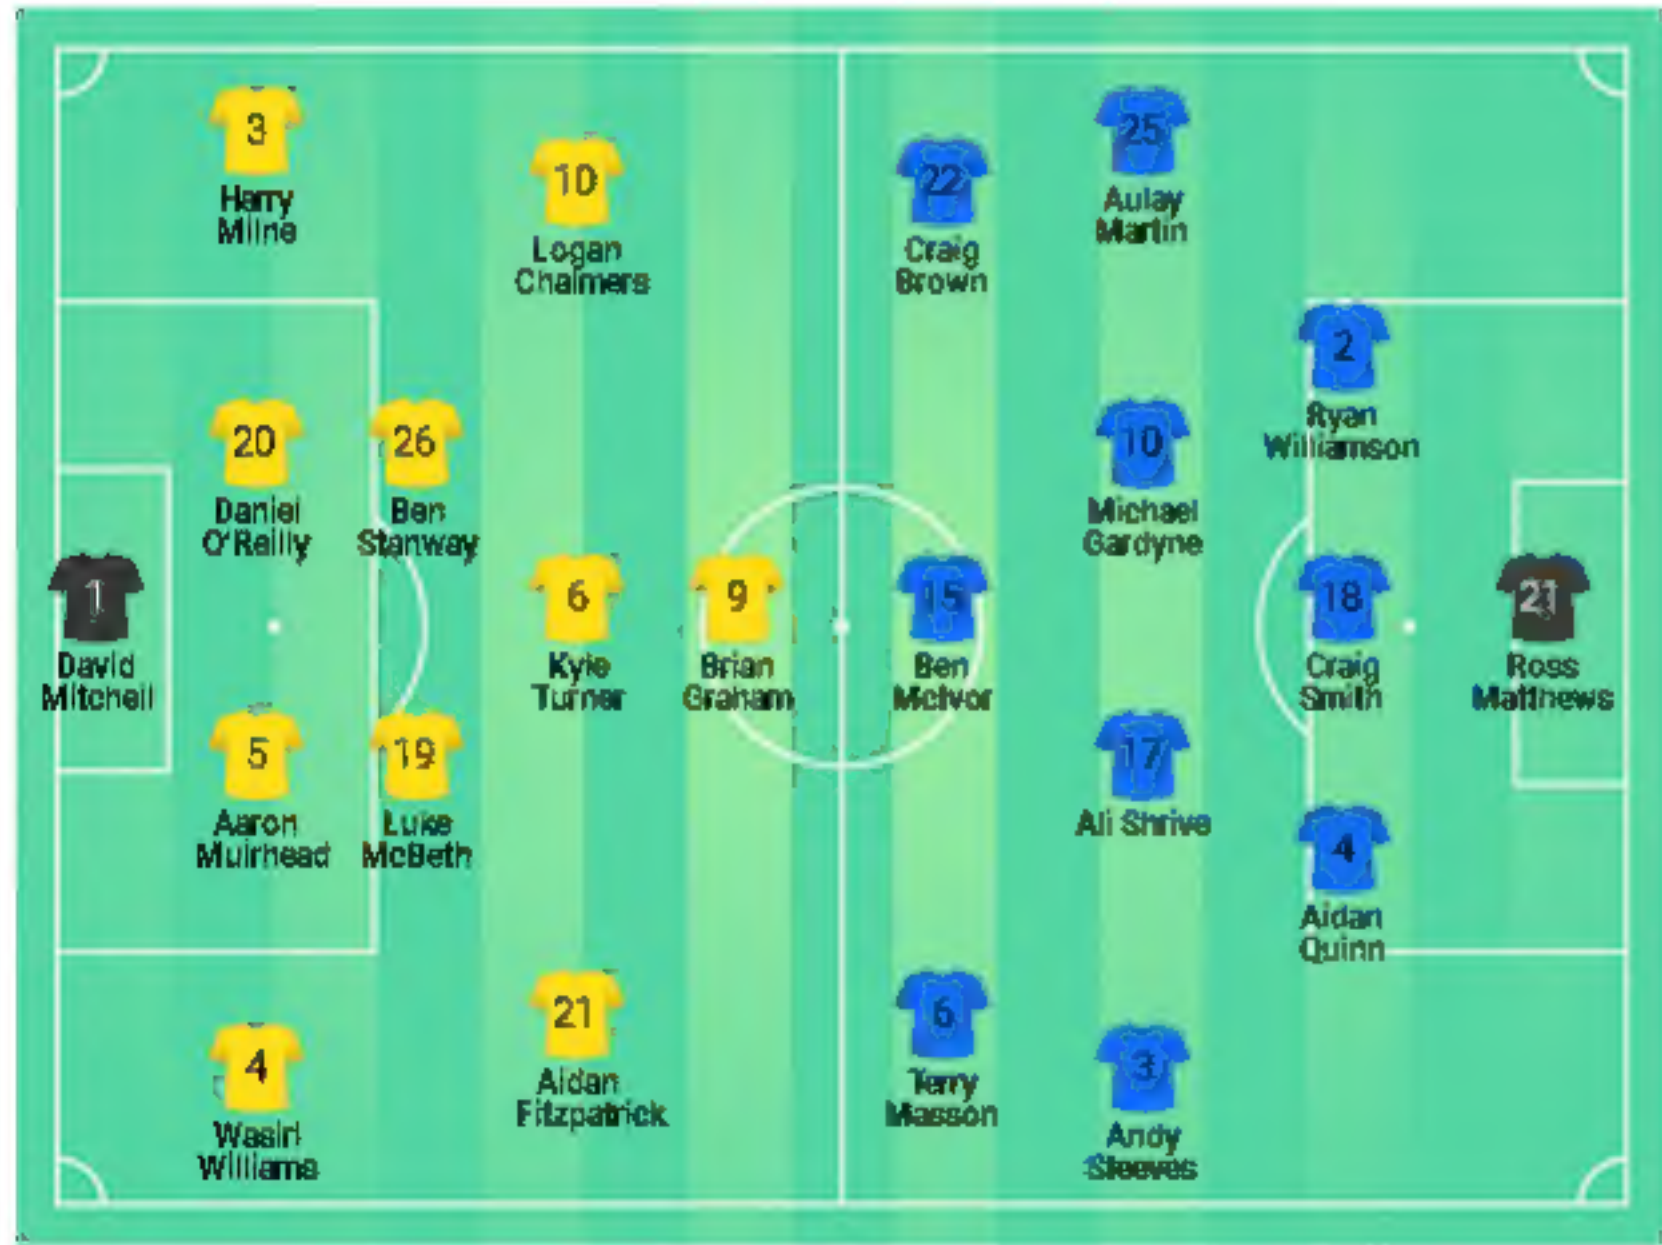 3
Harry
Milne
10
Logan
Chalmers
22
Craig
Brown
25
Aulay
Martin
2
Ryan
Williamson
20
Daniel
O'Reilly
26
Ben
Stanway
10
Michael
Gardyne
1
David
Mitchell
6
Kyle
Turner
9
Brian
Graham
15
Ben
McIvor
18
Craig
Smith
21
Ross
Matthews
5
Aaron
Muirhead
19
Luke
McBeth
17
Ali Shrive
4
Aidan
Quinn
4
Wasiri
Williams
21
Aidan
Fitzpatrick
6
Terry
Masson
3
Andy
Steeves